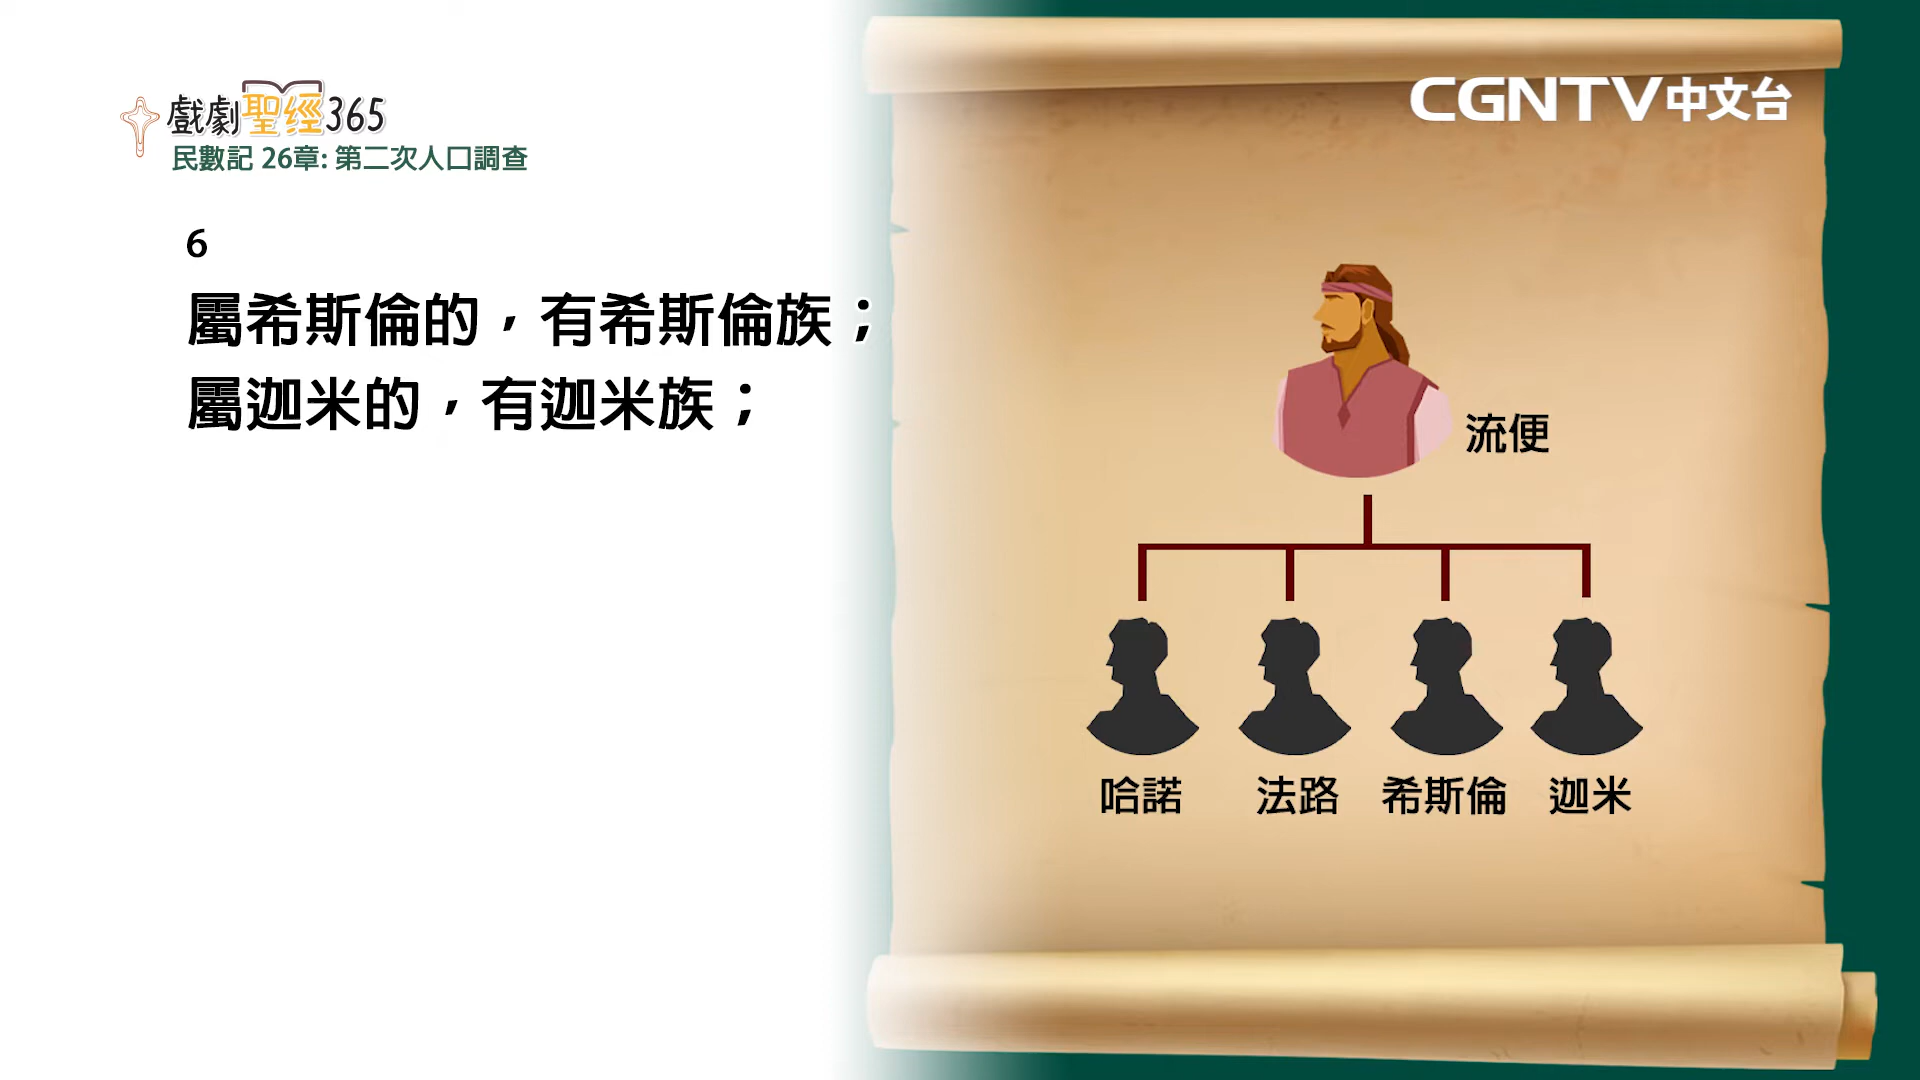 戲劇聖經365
民數記 26章: 第二次人口調查
CGNTV中文台
6
屬希斯倫的，有希斯倫族；
屬迦米的，有迦米族；
流便
哈諾 法路 希斯倫 迦米